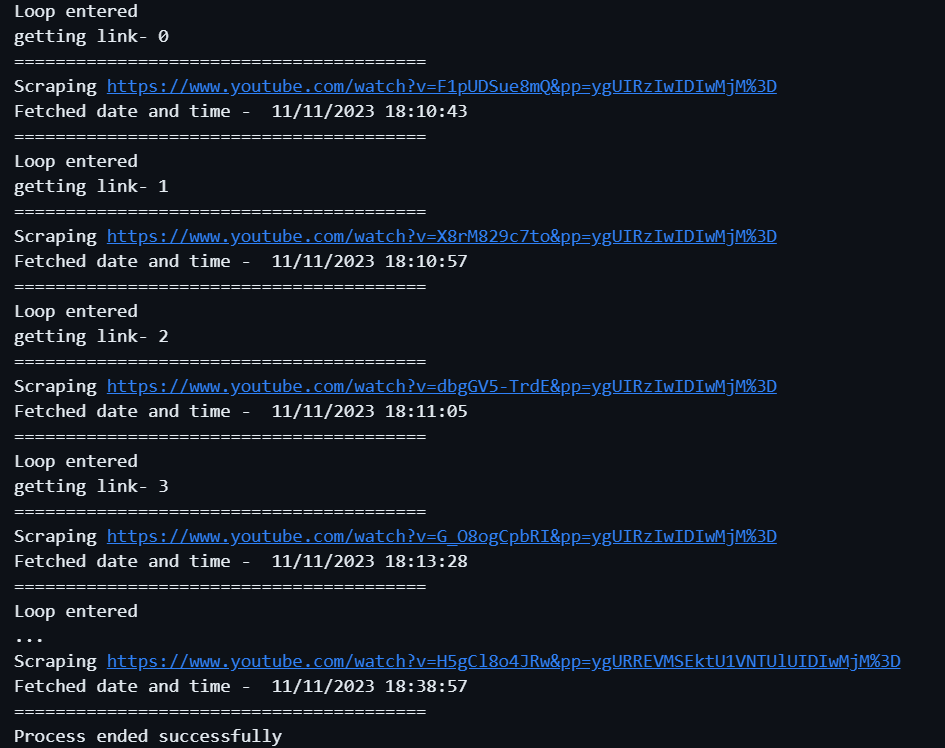 Loop entered
getting link- 0
========================================
Scraping https://www.youtube.com/watch?v=F1pUDSue8mQ&pp=ygUIRzIwIDIwMjM%3D
Fetched date and time -  11/11/2023 18:10:43
========================================
Loop entered
getting link- 1
========================================
Scraping https://www.youtube.com/watch?v=X8rM829c7to&pp=ygUIRzIwIDIwMjM%3D
Fetched date and time -  11/11/2023 18:10:57
========================================
Loop entered
getting link- 2
========================================
Scraping https://www.youtube.com/watch?v=dbgGV5-TrdE&pp=ygUIRzIwIDIwMjM%3D
Fetched date and time -  11/11/2023 18:11:05
========================================
Loop entered
getting link- 3
========================================
Scraping https://www.youtube.com/watch?v=G_O8ogCpbRI&pp=ygUIRzIwIDIwMjM%3D
Fetched date and time -  11/11/2023 18:13:28
========================================
Loop entered
...
Scraping https://www.youtube.com/watch?v=H5gCl8o4JRw&pp=ygURREVMSEktU1VNTUlUIDIwMjM%3D
Fetched date and time -  11/11/2023 18:38:57
========================================
Process ended successfully